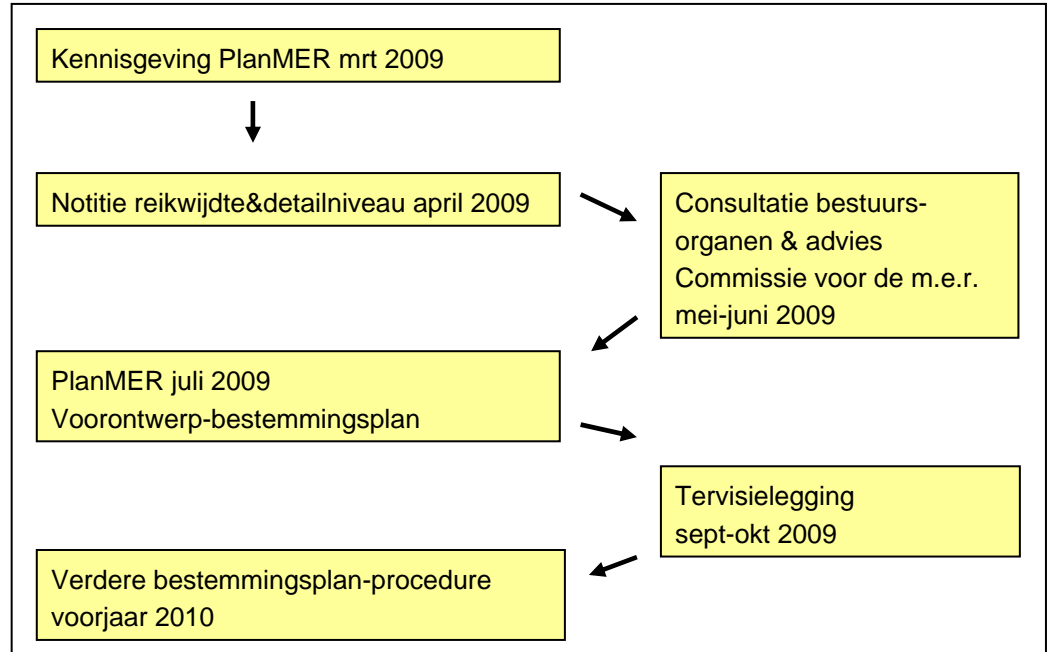 Kennisgeving PlanMER mrt 2009
Notitie reikwijdte&detailniveau april 2009
Consultatie bestuurs-
organen & advies
Commissie voor de m.e.r.
mei-juni 2009
PlanMER juli 2009
Voorontwerp-bestemmingsplan
Tervisielegging
sept-okt 2009
Verdere bestemmingsplan-procedure
voorjaar 2010